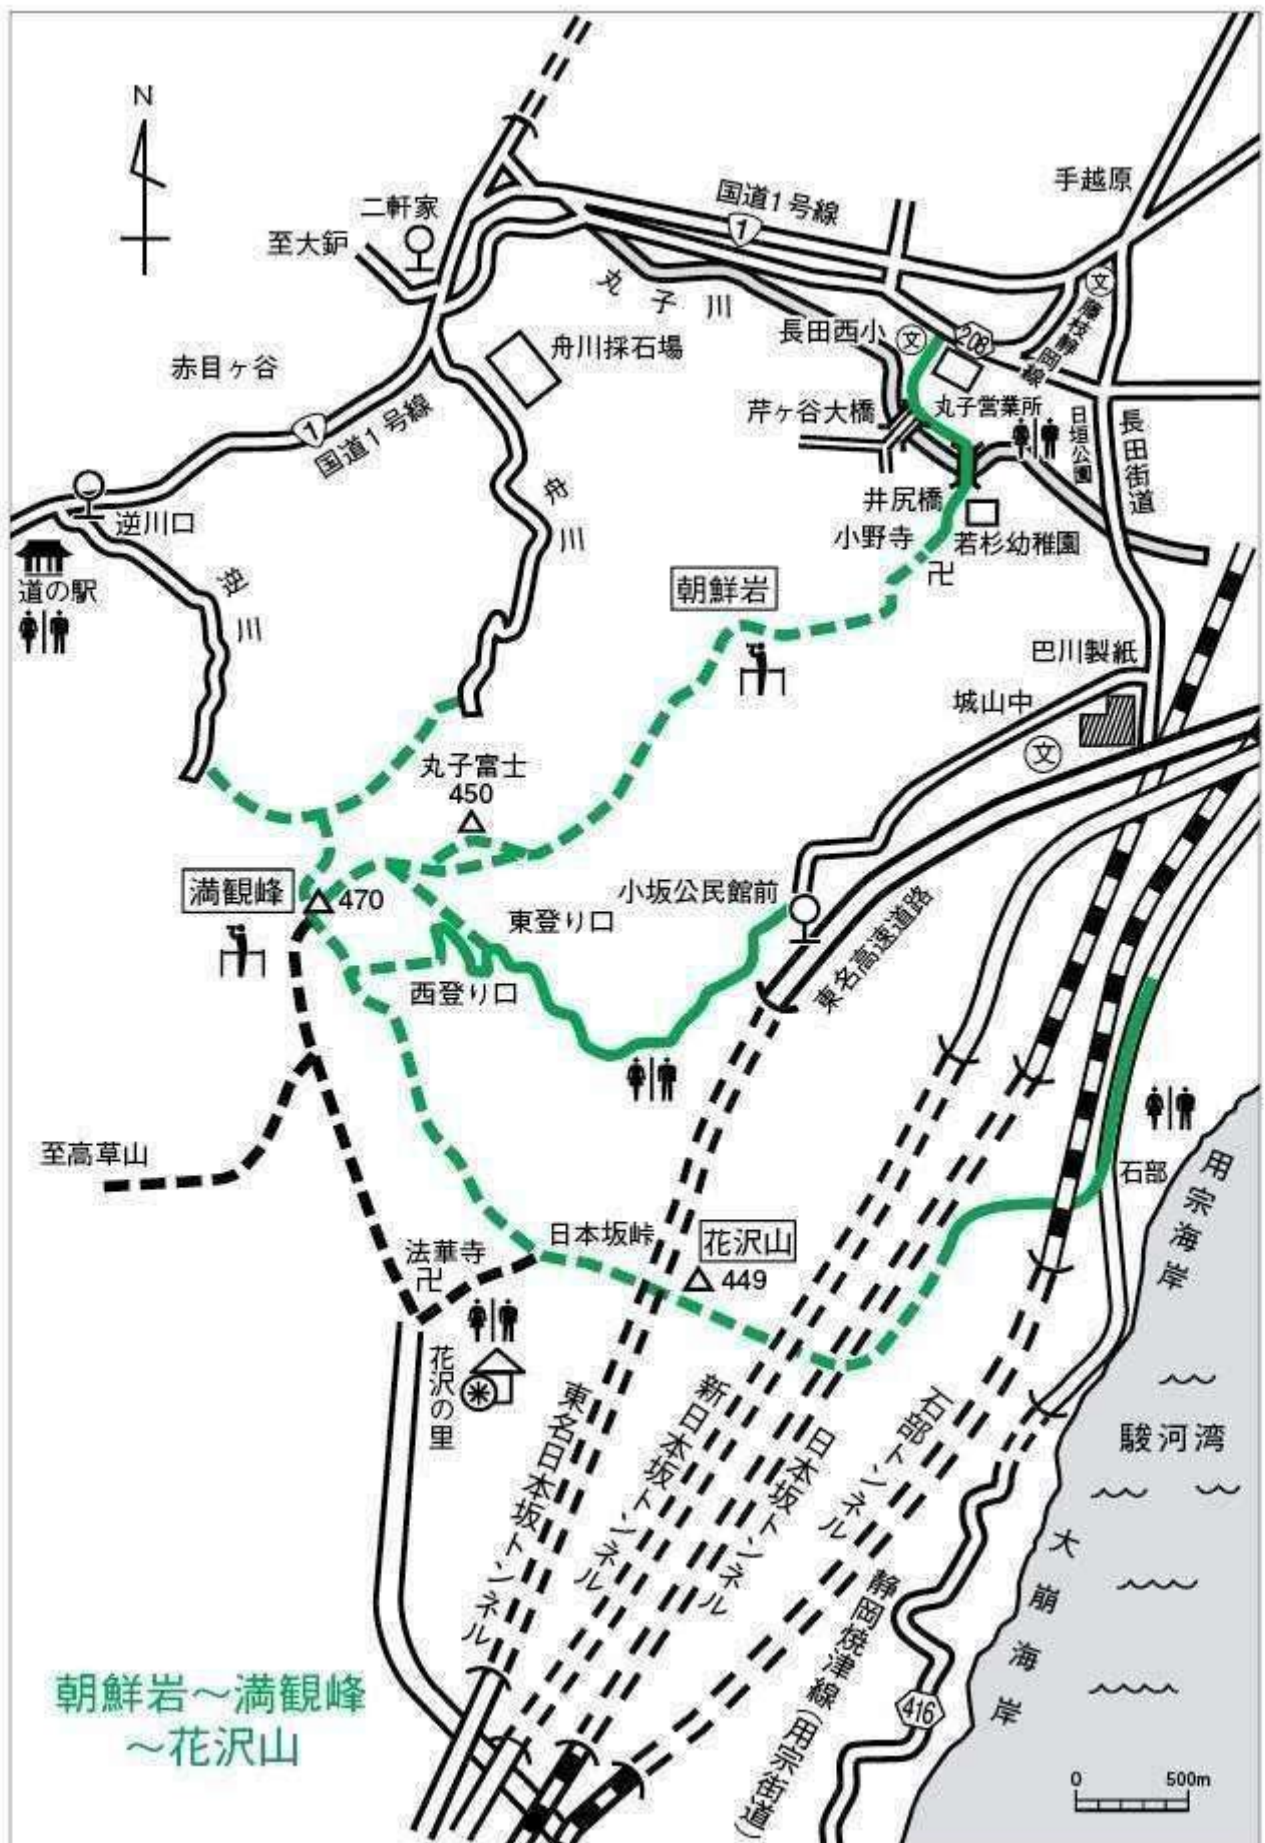 N
手越原
国道1号線
1
二軒家
至大鈩
丸子川
文
長田西小
文
208
藤枝静岡線
舟川採石場
赤目ヶ谷
1
国道1号線
芹ヶ谷大橋
丸子営業所
日垣公園
長田街道
逆川口
舟川
井尻橋
小野寺
若杉幼稚園
卍
道の駅
逆川
朝鮮岩
巴川製紙
城山中
文
丸子富士
450
満観峰
470
小坂公民館前
東登り口
西登り口
東名高速道路
至高草山
石部
用宗海岸
日本坂峠
花沢山
449
法華寺
卍
花沢の里
東名日本坂トンネル
新日本坂トンネル
日本坂トンネル
石部トンネル
駿河湾
大崩海岸
静岡焼津線(用宗街道)
416
朝鮮岩～満観峰
～花沢山
0 500m